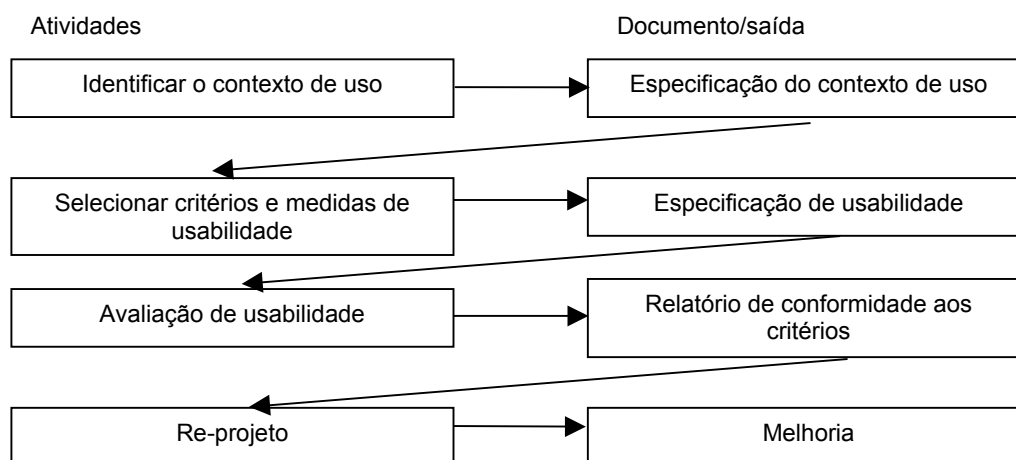 Atividades
Documento/saída
Identificar o contexto de uso
Especificação do contexto de uso
Selecionar critérios e medidas de
usabilidade
Especificação de usabilidade
Avaliação de usabilidade
Relatório de conformidade aos
critérios
Re-projeto
Melhoria